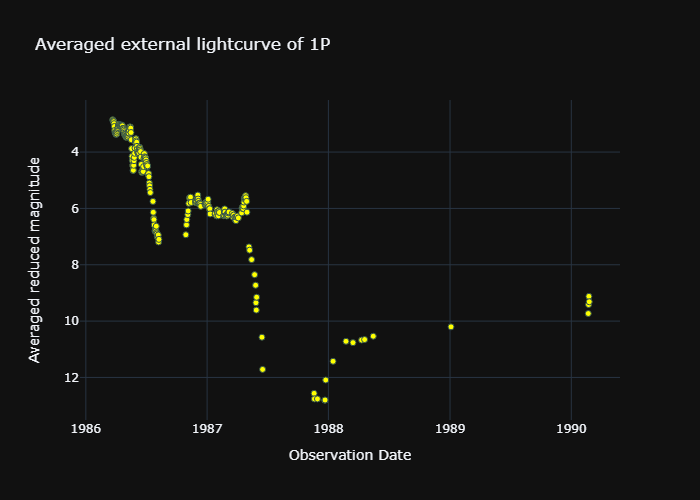 Averaged external lightcurve of 1P
Averaged reduced magnitude
4
6
8
10
12
1986 1987 1988 1989 1990
Observation Date